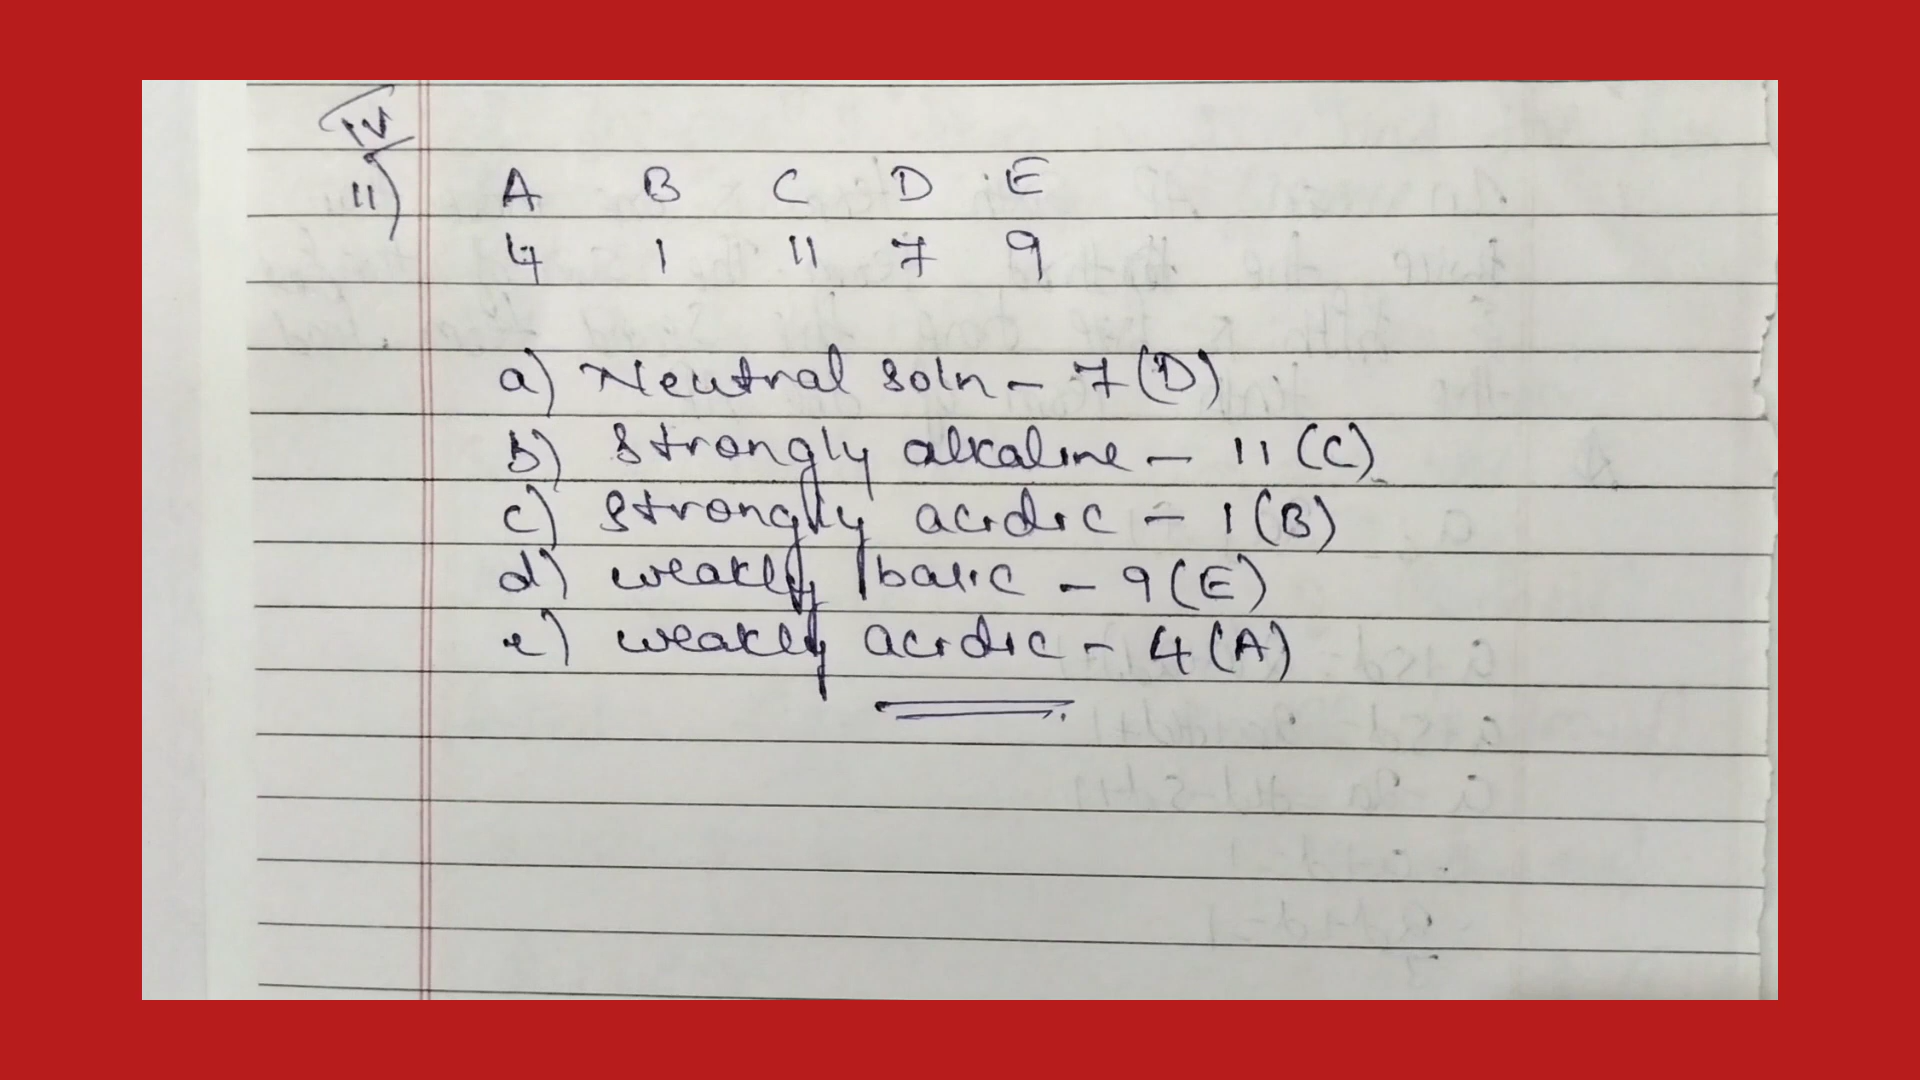 IV
11) A B C D E
4 1 11 7 9
a) Neutral soln - 7 (D)
b) Strongly alkaline - 11 (C)
c) Strongly acidic - 1 (B)
d) weakly basic - 9 (E)
e) weakly acidic - 4 (A)